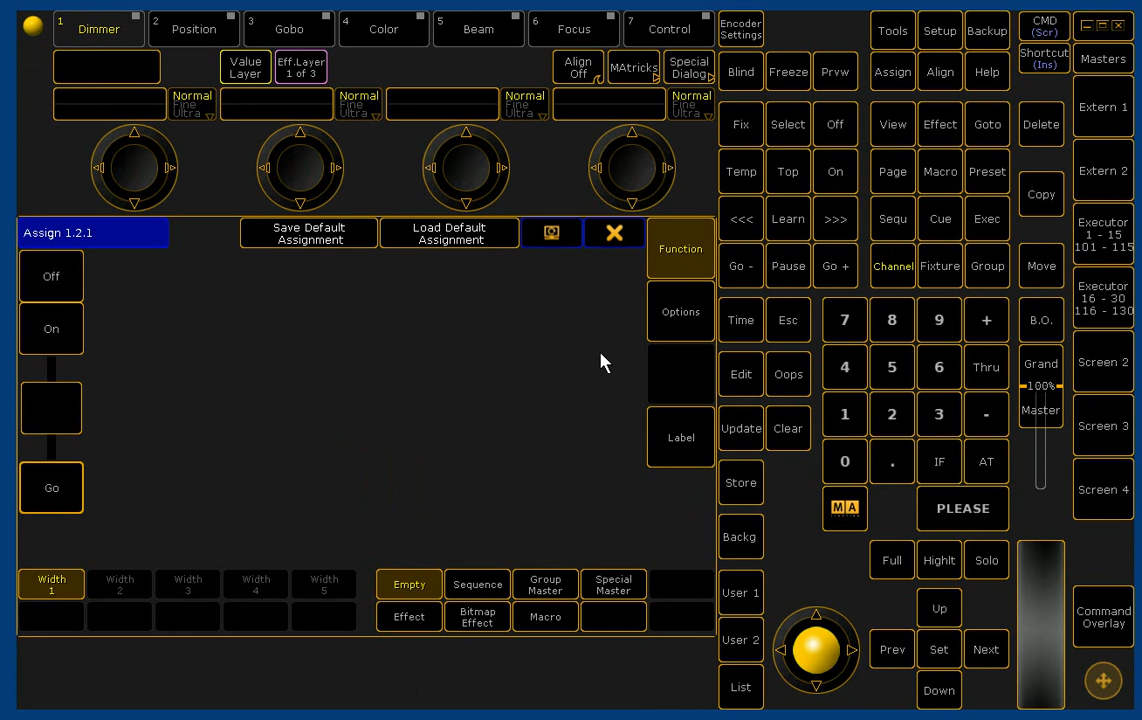 1 Dimmer
2 Position
3 Gobo
4 Color
5 Beam
6 Focus
7 Control
Encoder
Settings
Tools
Setup
Backup
CMD
(Scr)
Value
Layer
Eff.Layer
1 of 3
Align
Off
MAtricks
Special
Dialog
Blind
Freeze
Prvw
Assign
Align
Help
Shortcut
(Ins)
Masters
Normal
Fine
Ultra
Normal
Fine
Ultra
Normal
Fine
Ultra
Normal
Fine
Ultra
Fix
Select
Off
View
Effect
Goto
Delete
Extern 1
Temp
Top
On
Page
Macro
Preset
Copy
Extern 2
<<<
Learn
>>>
Sequ
Cue
Exec
Executor
1 - 15
101 - 115
Go -
Pause
Go +
Channel
Fixture
Group
Move
Executor
16 - 30
116 - 130
Assign 1.2.1
Save Default
Assignment
Load Default
Assignment
Function
Off
On
Options
Label
Go
Time
Esc
7
8
9
+
B.O.
Edit
Oops
4
5
6
Thru
Grand
100%
Master
Screen 2
Update
Clear
1
2
3
-
Screen 3
Store
0
.
IF
AT
Screen 4
MA
PLEASE
Backg
Full
Highlt
Solo
Width
1
Width
2
Width
3
Width
4
Width
5
Empty
Sequence
Group
Master
Special
Master
Effect
Bitmap
Effect
Macro
User 1
Up
Command
Overlay
User 2
Prev
Set
Next
List
Down